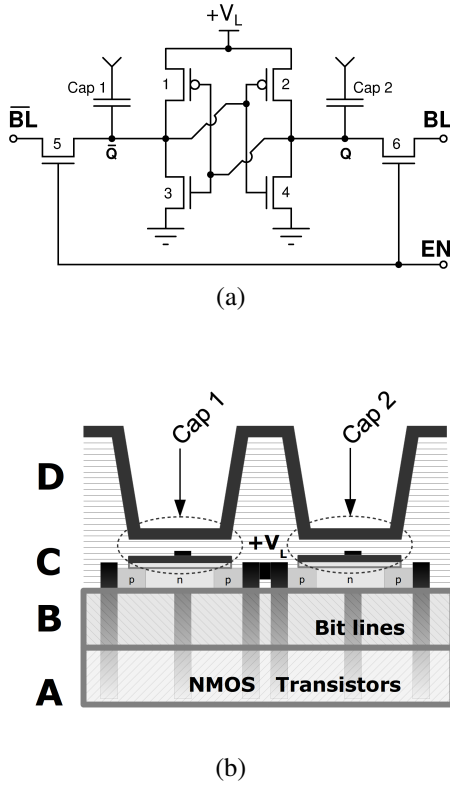 +V_L
Cap 1
1
2
Cap 2
B̅L̅
5
Q̅
Q
6
BL
3
4
EN
(a)
Cap 1
Cap 2
D
C
+V_L
p n p
p n p
B
Bit lines
A
NMOS Transistors
(b)